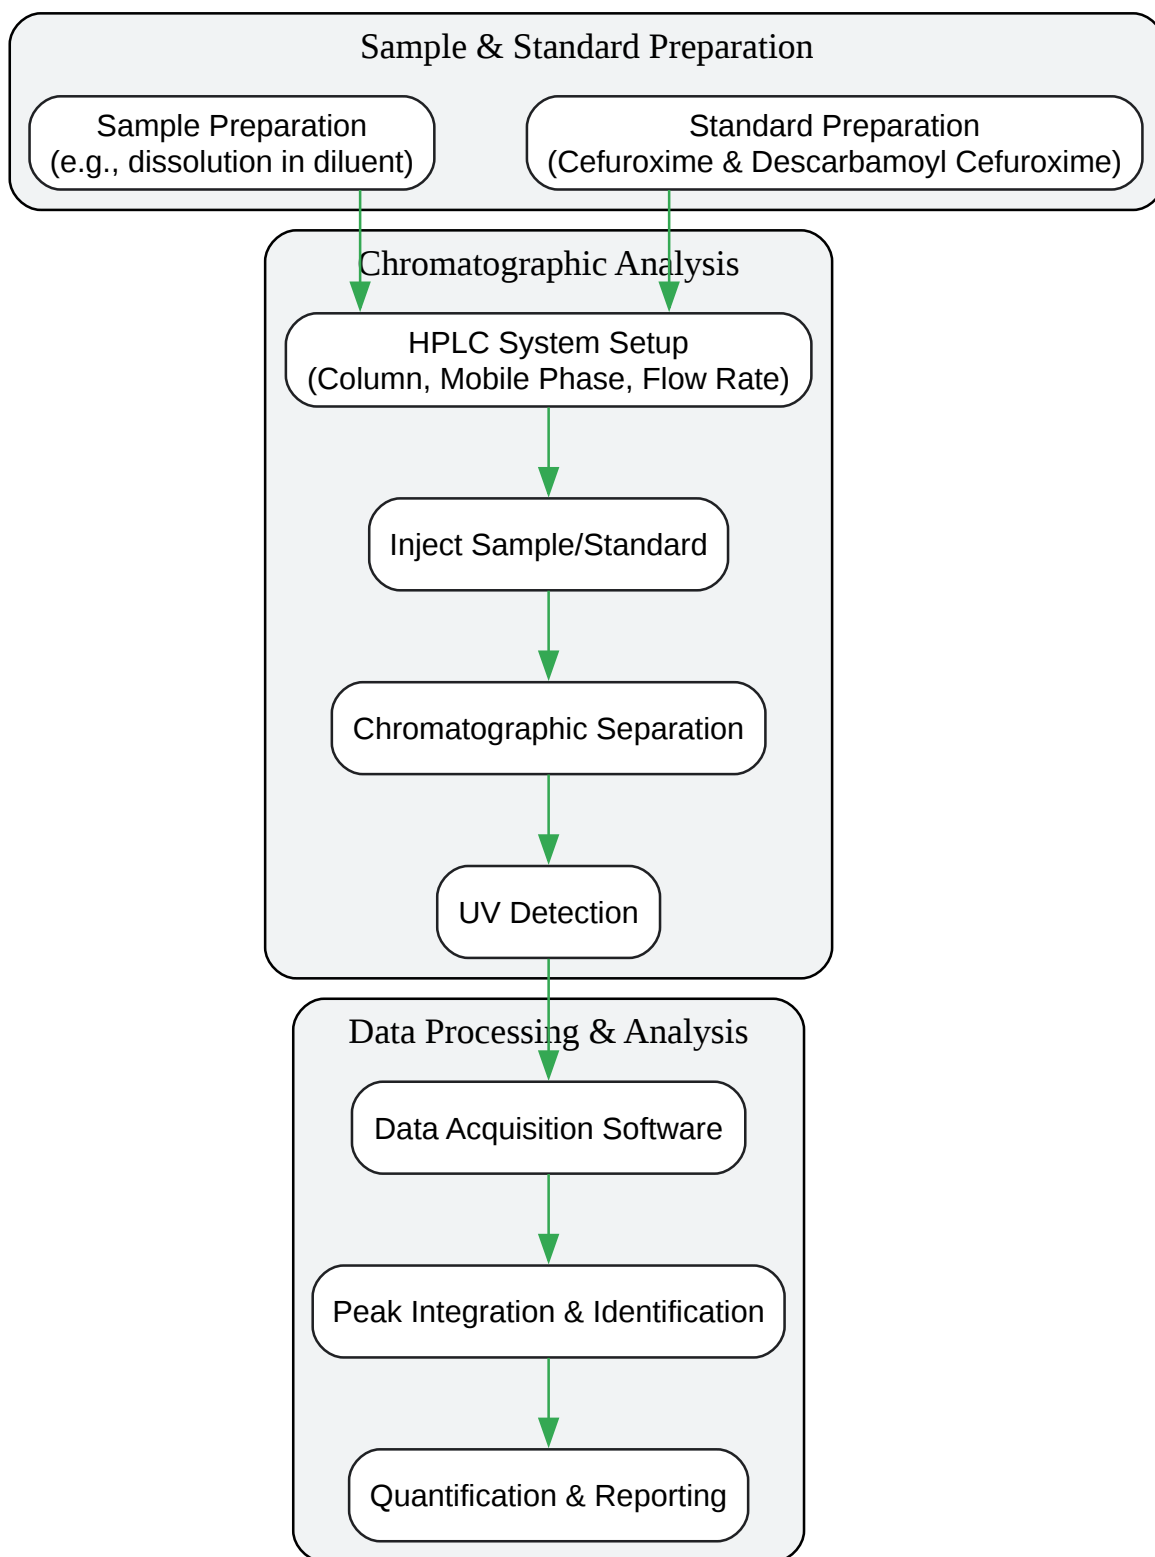 Sample & Standard Preparation
Sample Preparation
(e.g., dissolution in diluent)
Standard Preparation
(Cefuroxime & Descarbamoyl Cefuroxime)
Chromatographic Analysis
HPLC System Setup
(Column, Mobile Phase, Flow Rate)
Inject Sample/Standard
Chromatographic Separation
UV Detection
Data Processing & Analysis
Data Acquisition Software
Peak Integration & Identification
Quantification & Reporting